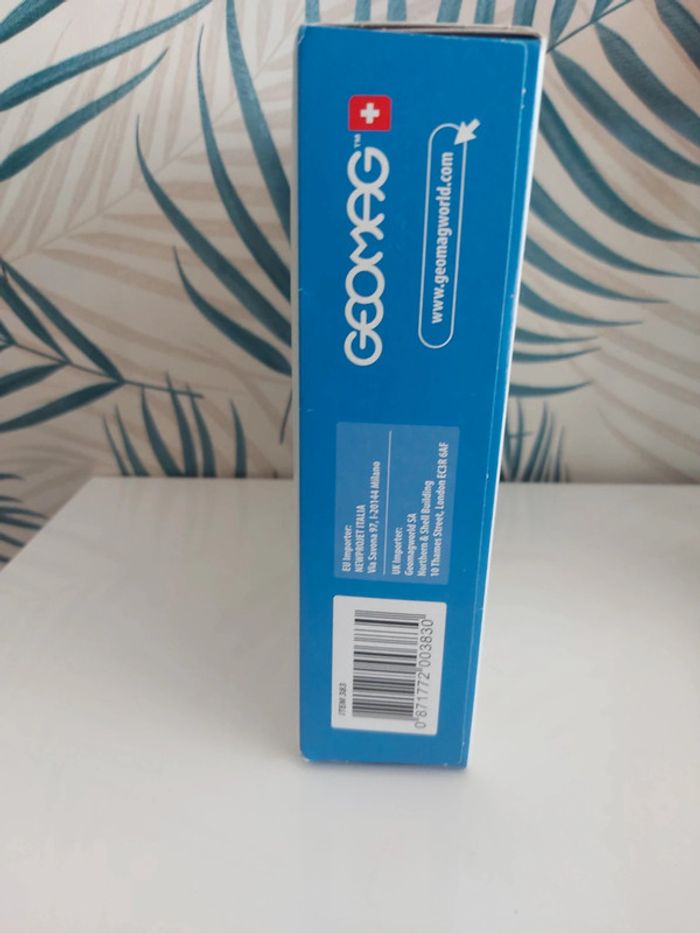 GEOMAG™
www.geomagworld.com
EU Importer:
NEWPROJET ITALIA
Via Savona 97, I-20144 Milano
UK Importer:
Geomagworld SA
Northern & Shell Building
10 Thames Street, London EC3R 6AF
ITEM 383
0 871772 003830